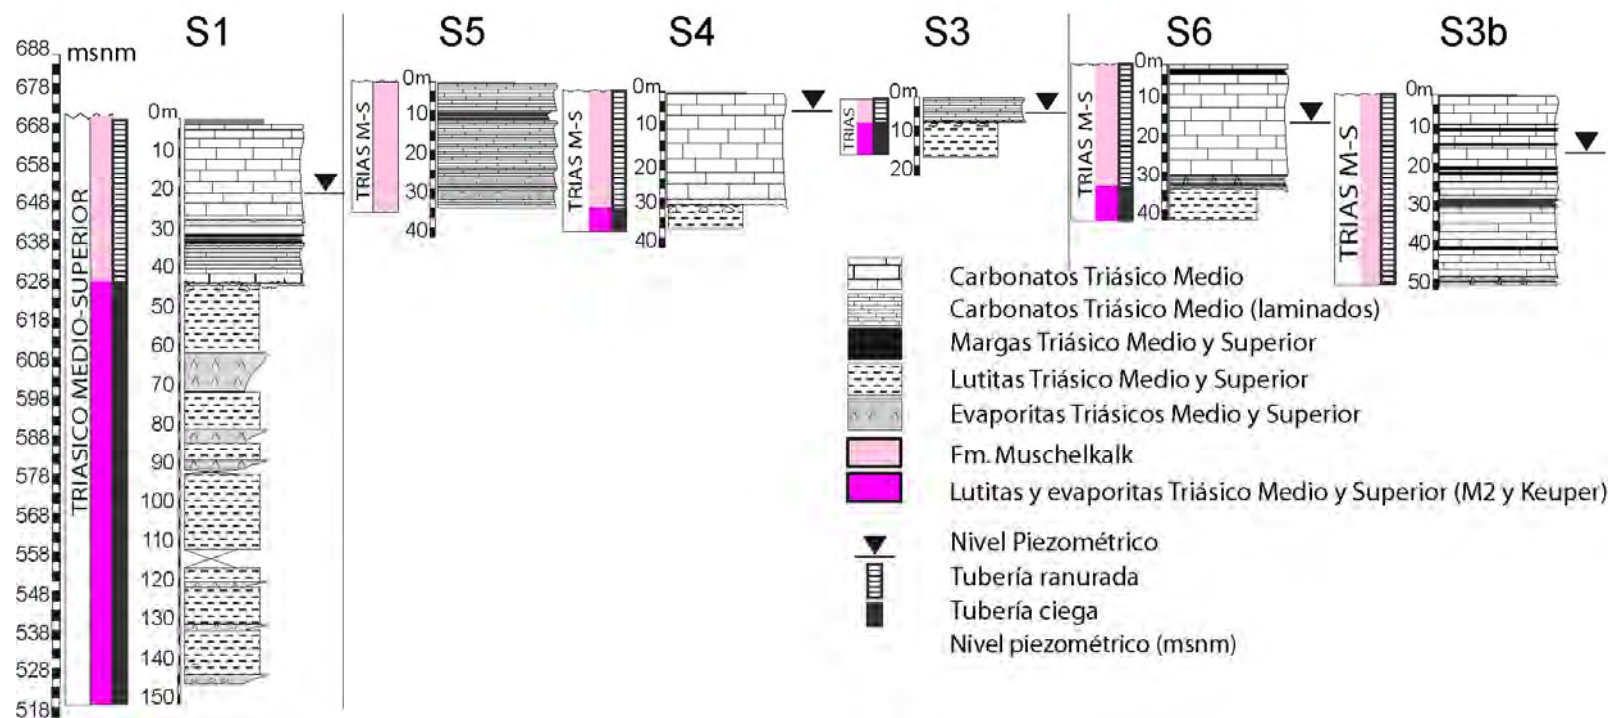 S1
S5
S4
S3
S6
S3b
688
msnm
678
668
658
648
638
628
618
608
598
588
578
568
558
548
538
528
518
TRIASICO MEDIO-SUPERIOR
0m
10
20
30
40
50
60
70
80
90
100
110
120
130
140
150
TRIAS M-S
0m
10
20
30
40
TRIAS M-S
0m
10
20
30
40
TRIAS
0m
10
20
TRIAS M-S
0m
10
20
30
40
TRIAS M-S
0m
10
20
30
40
50
Carbonatos Triásico Medio
Carbonatos Triásico Medio (laminados)
Margas Triásico Medio y Superior
Lutitas Triásico Medio y Superior
Evaporitas Triásicos Medio y Superior
Fm. Muschelkalk
Lutitas y evaporitas Triásico Medio y Superior (M2 y Keuper)
Nivel Piezométrico
Tubería ranurada
Tubería ciega
Nivel piezométrico (msnm)